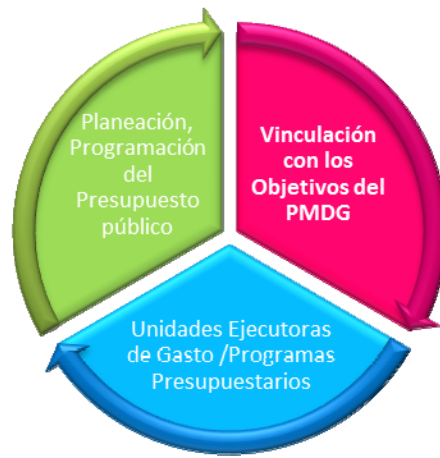 Planeación,
Programación
del
Presupuesto
público
Vinculación
con los
Objetivos del
PMDG
Unidades Ejecutoras
de Gasto /Programas
Presupuestarios